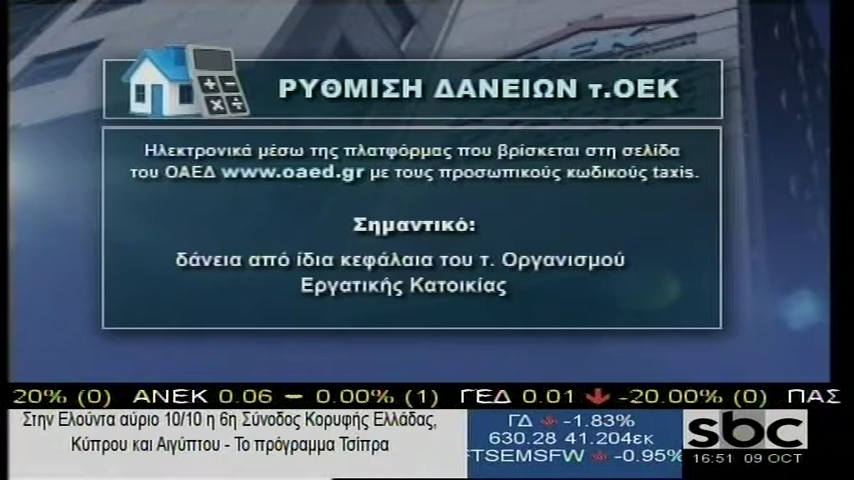 ΡΥΘΜΙΣΗ ΔΑΝΕΙΩΝ τ.ΟΕΚ
Ηλεκτρονικά μέσω της πλατφόρμας που βρίσκεται στη σελίδα
του ΟΑΕΔ www.oaed.gr με τους προσωπικούς κωδικούς taxis.
Σημαντικό:
δάνεια από ίδια κεφάλαια του τ. Οργανισμού
Εργατικής Κατοικίας
20% (0) ΑΝΕΚ 0.06 0.00% (1) ΓΕΔ 0.01 -20.00% (0) ΠΑΣ
Στην Ελούντα αύριο 10/10 η 6η Σύνοδος Κορυφής Ελλάδας,
Κύπρου και Αιγύπτου - Το πρόγραμμα Τσίπρα
ΓΔ -1.83%
630.28 41.204εκ
FTSEMSFW -0.95%
sbc
16:51 09 OCT